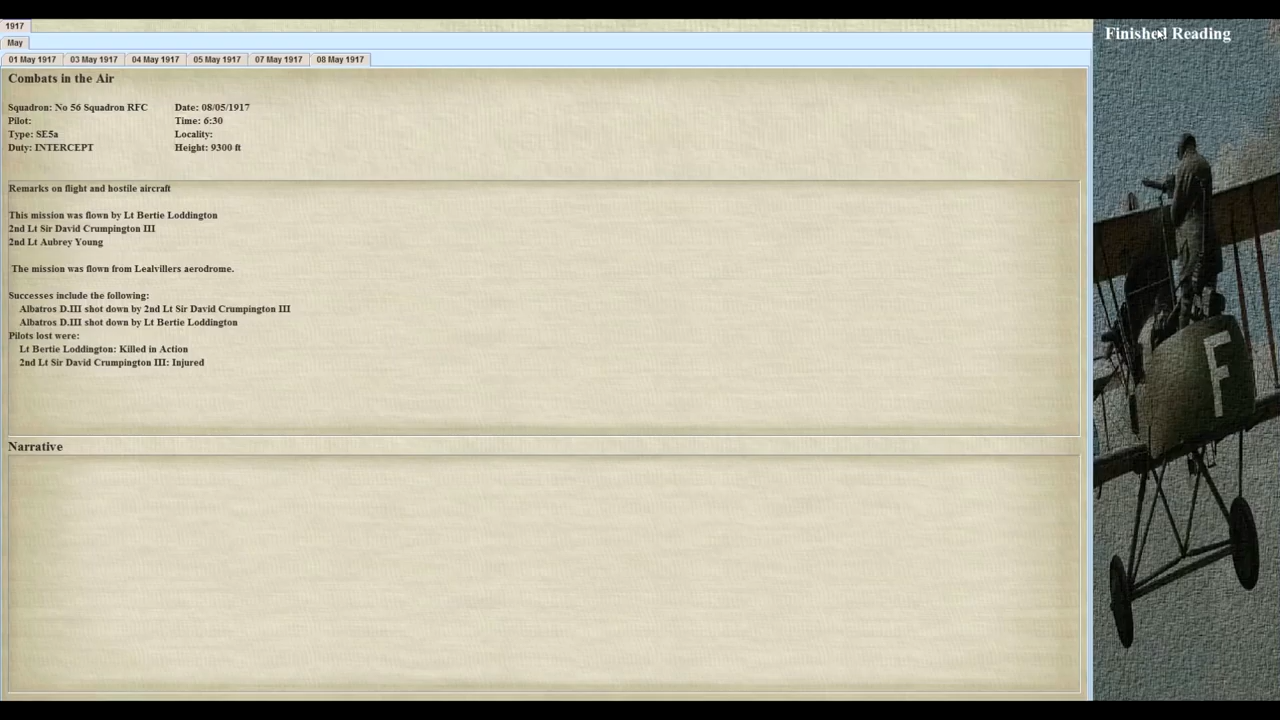 1917
Finished Reading
May
01 May 1917 03 May 1917 04 May 1917 05 May 1917 07 May 1917 08 May 1917
Combats in the Air
Squadron: No 56 Squadron RFC Date: 08/05/1917
Pilot: Time: 6:30
Type: SE5a Locality:
Duty: INTERCEPT Height: 9300 ft
Remarks on flight and hostile aircraft
This mission was flown by Lt Bertie Loddington
2nd Lt Sir David Crumpington III
2nd Lt Aubrey Young
The mission was flown from Lealvillers aerodrome.
Successes include the following:
Albatros D.III shot down by 2nd Lt Sir David Crumpington III
Albatros D.III shot down by Lt Bertie Loddington
Pilots lost were:
Lt Bertie Loddington: Killed in Action
2nd Lt Sir David Crumpington III: Injured
F
Narrative